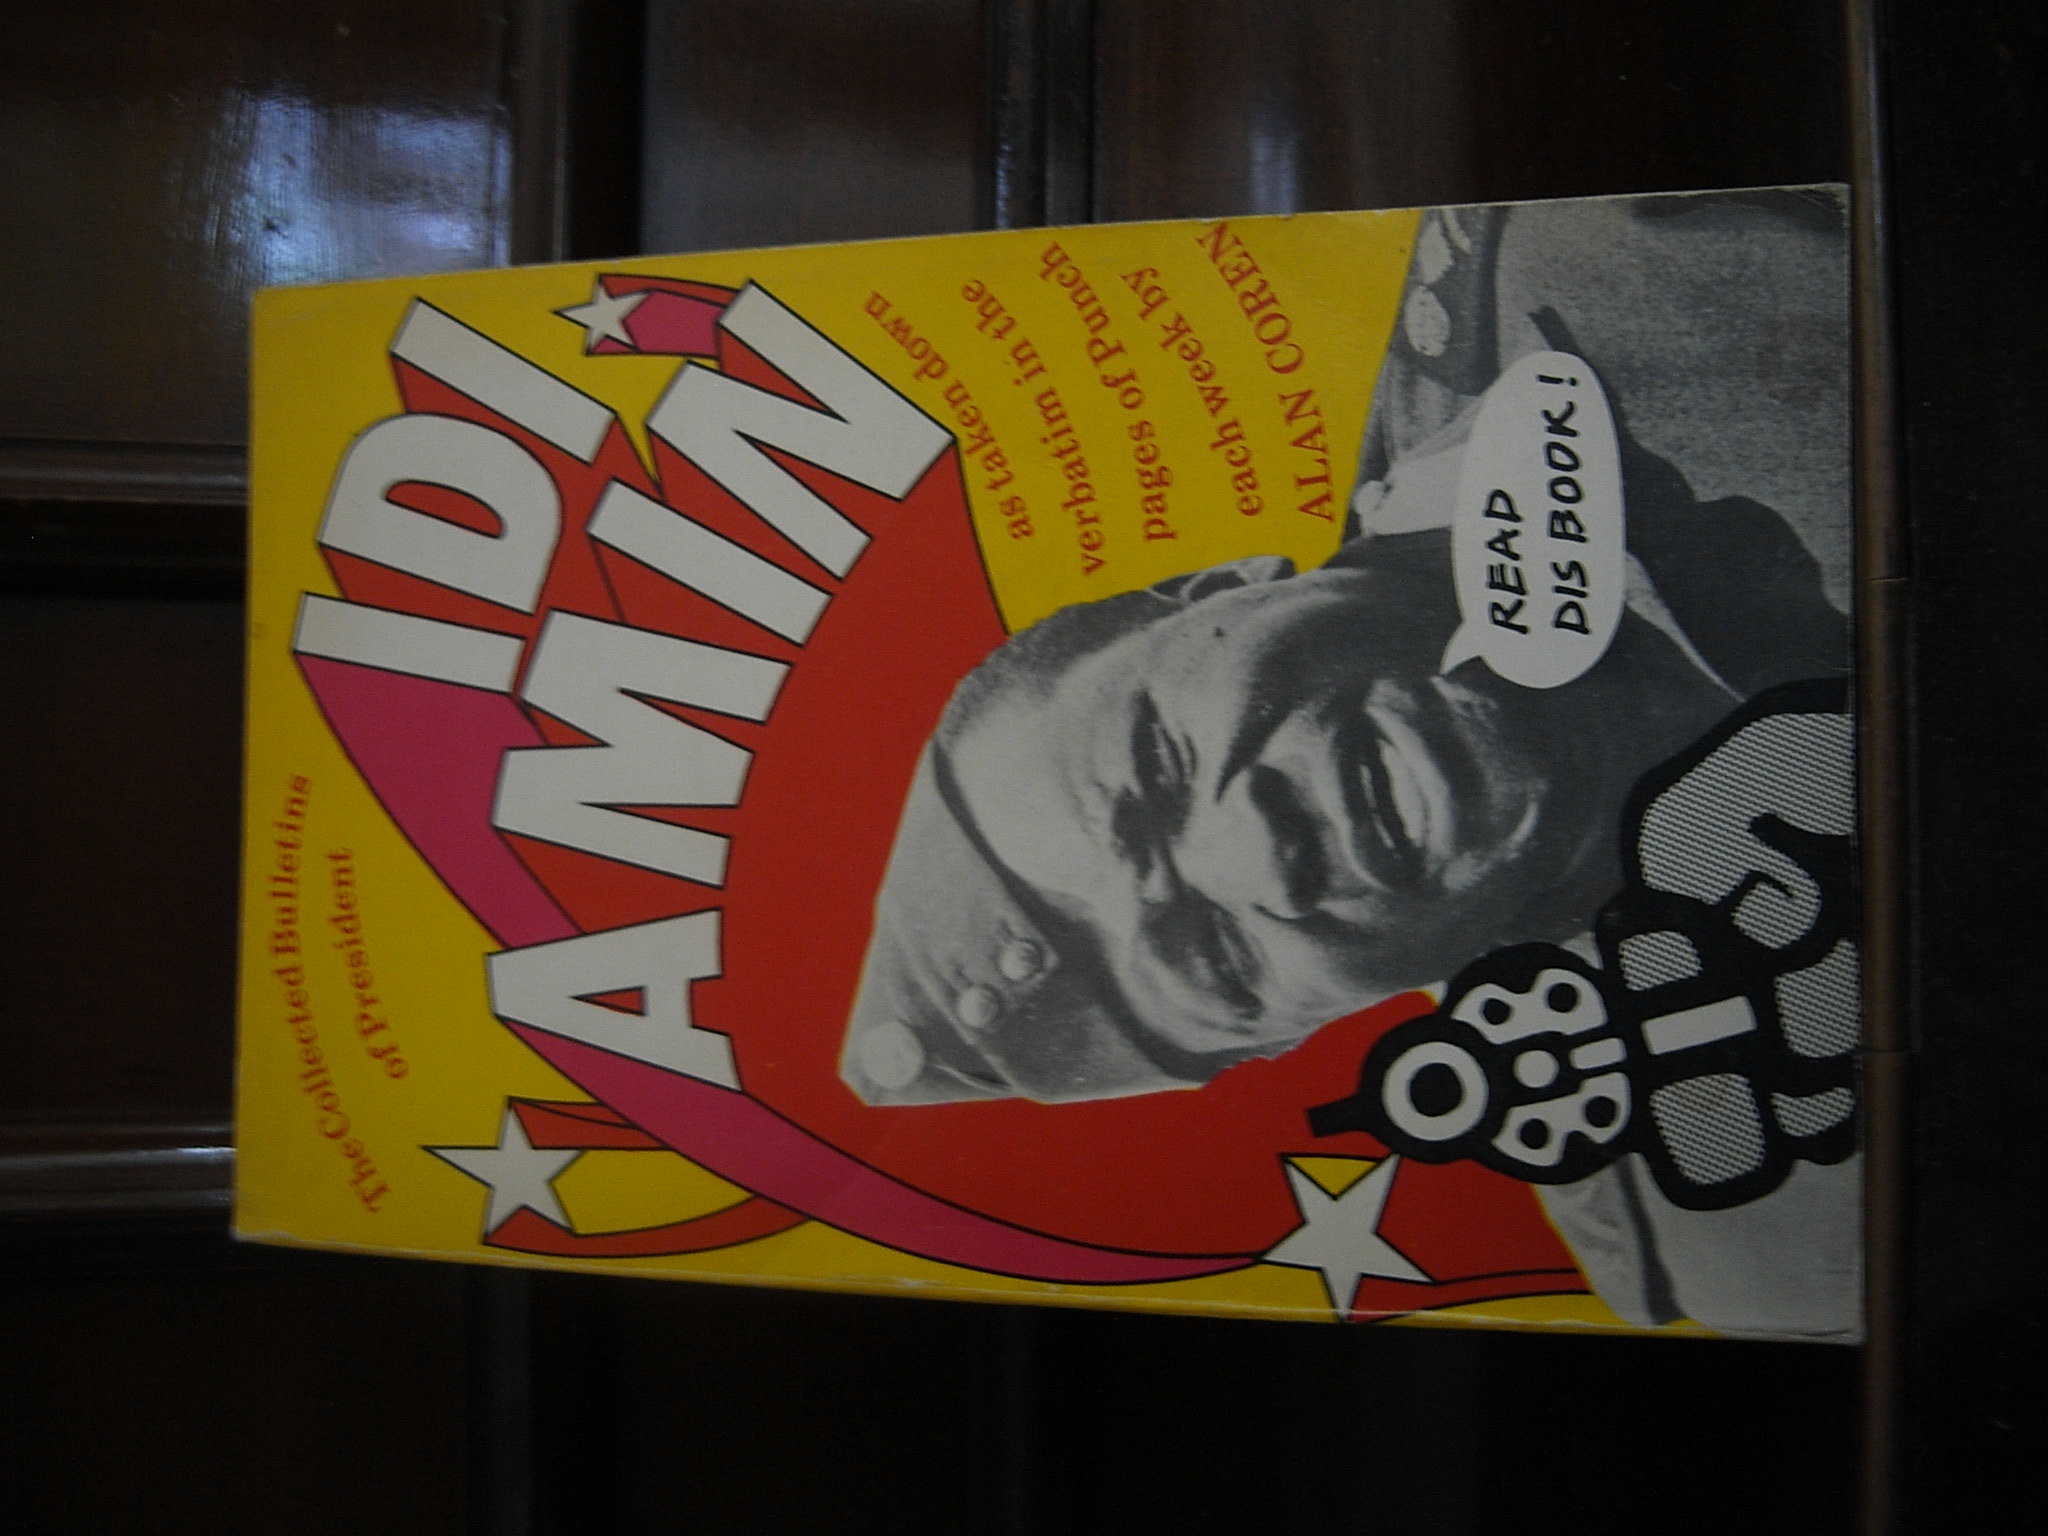 The Collected Bulletins
of President
IDI
AMIN
as taken down
verbatim in the
pages of Punch
each week by
ALAN COREN
READ
DIS BOOK!